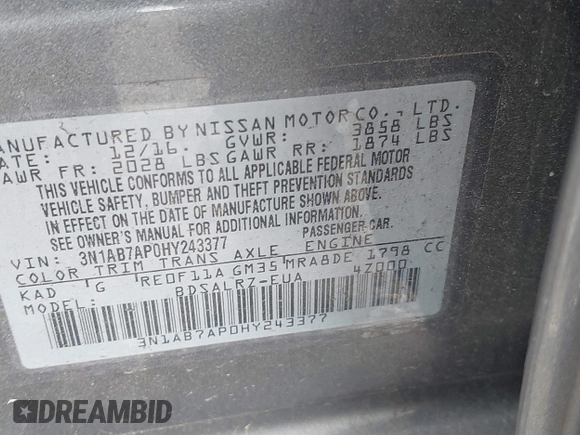 ANUFACTURED BY NISSAN MOTOR CO., LTD.
ATE: 12/16. GVWR: 3858 LBS
AWR FR: 2028 LBS GAWR RR: 1874 LBS
THIS VEHICLE CONFORMS TO ALL APPLICABLE FEDERAL MOTOR
VEHICLE SAFETY, BUMPER AND THEFT PREVENTION STANDARDS
IN EFFECT ON THE DATE OF MANUFACTURE SHOWN ABOVE.
SEE OWNER'S MANUAL FOR ADDITIONAL INFORMATION.
VIN: 3N1AB7AP0HY243377 PASSENGER CAR.
COLOR TRIM TRANS AXLE ENGINE
KAD G RE0F11A GM35 MRA8DE 1798 CC
MODEL: BDSALRZ-EUA 4Z000
3N1AB7AP0HY243377
DREAMBID